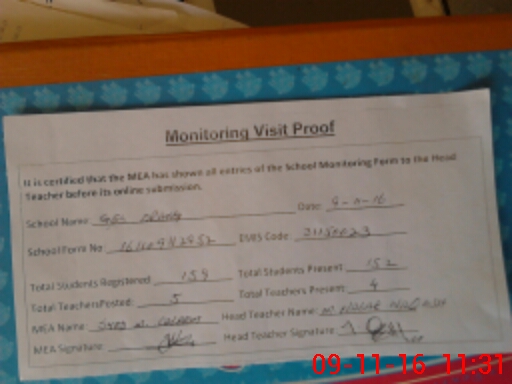 Monitoring Visit Proof
It is certified that the MEA has shown all entries of the School Monitoring Form to the Head
Teacher before its online submission.
School Name: Date: 9-11-16
School Form No: EMIS Code:
Total Students Registered 159 Total Students Present: 152
Total Teachers Posted: 5 Total Teachers Present: 4
MEA Name: Head Teacher Name:
MEA Signature: Head Teacher Signature:
09-11-16 11:31